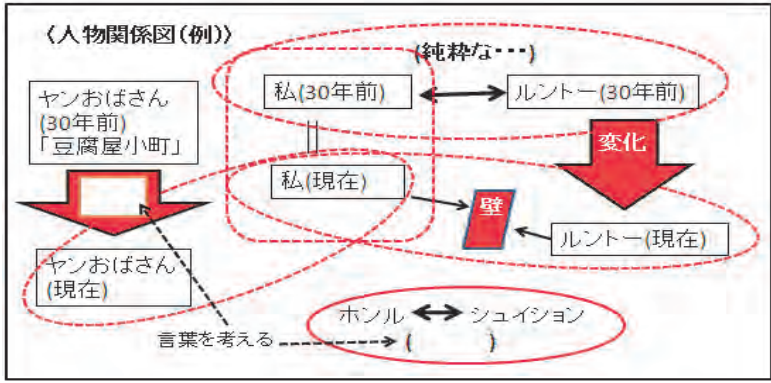 〈人物関係図(例)〉
(純粋な・・・)
ヤンおばさん
(30年前)
「豆腐屋小町」
私(30年前)
ルントー(30年前)
変化
私(現在)
壁
ルントー(現在)
ヤンおばさん
(現在)
ホンル
シュイション
言葉を考える
(　　　　)